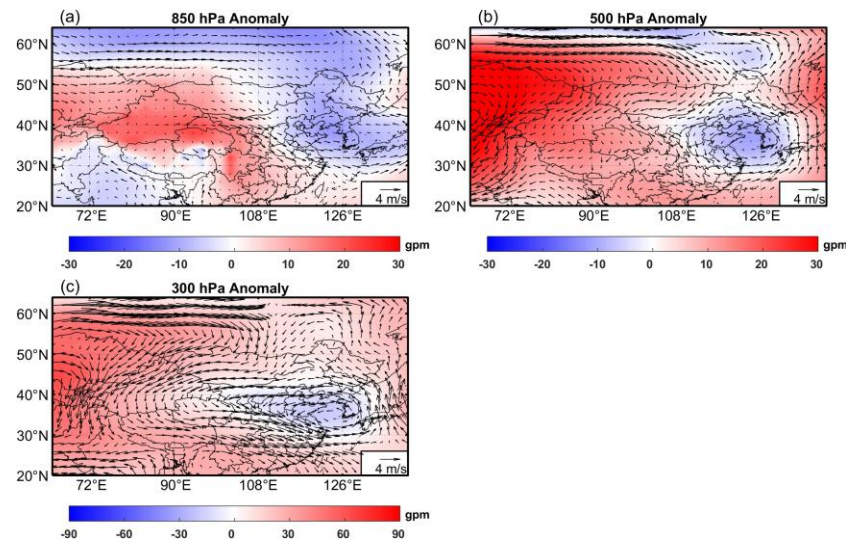 (a) 850 hPa Anomaly
60°N
50°N
40°N
30°N
20°N
72°E 90°E 108°E 126°E
4 m/s
gpm
-30 -20 -10 0 10 20 30
(b) 500 hPa Anomaly
60°N
50°N
40°N
30°N
20°N
72°E 90°E 108°E 126°E
4 m/s
gpm
-30 -20 -10 0 10 20 30
(c) 300 hPa Anomaly
60°N
50°N
40°N
30°N
20°N
72°E 90°E 108°E 126°E
4 m/s
gpm
-90 -60 -30 0 30 60 90